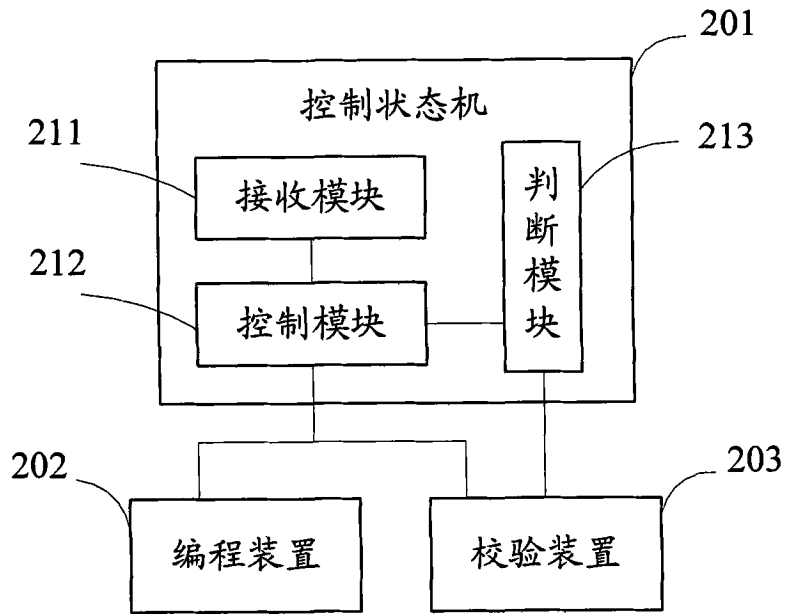 201
控制状态机
211
213
接收模块
判断模块
212
控制模块
202
203
编程装置
校验装置